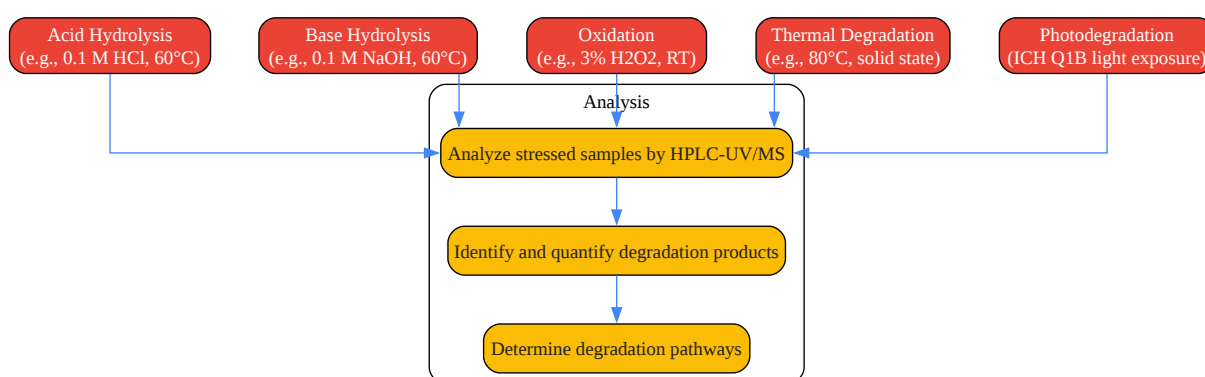 Acid Hydrolysis
(e.g., 0.1 M HCl, 60°C)
Base Hydrolysis
(e.g., 0.1 M NaOH, 60°C)
Oxidation
(e.g., 3% H2O2, RT)
Thermal Degradation
(e.g., 80°C, solid state)
Photodegradation
(ICH Q1B light exposure)
Analysis
Analyze stressed samples by HPLC-UV/MS
Identify and quantify degradation products
Determine degradation pathways